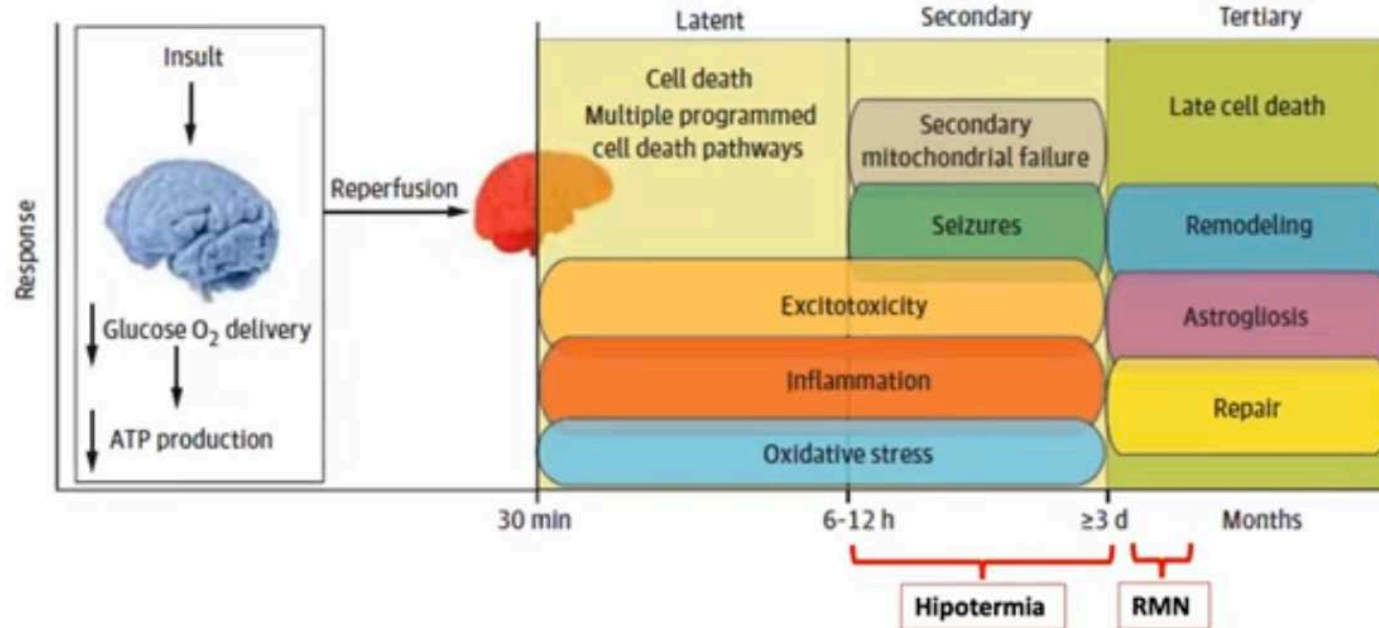 Latent
Secondary
Tertiary
Response
Insult
Glucose O₂ delivery
ATP production
Reperfusion
Cell death
Multiple programmed
cell death pathways
Secondary
mitochondrial failure
Seizures
Excitotoxicity
Inflammation
Oxidative stress
Late cell death
Remodeling
Astrogliosis
Repair
30 min
6-12 h
≥3 d
Months
Hipotermia
RMN